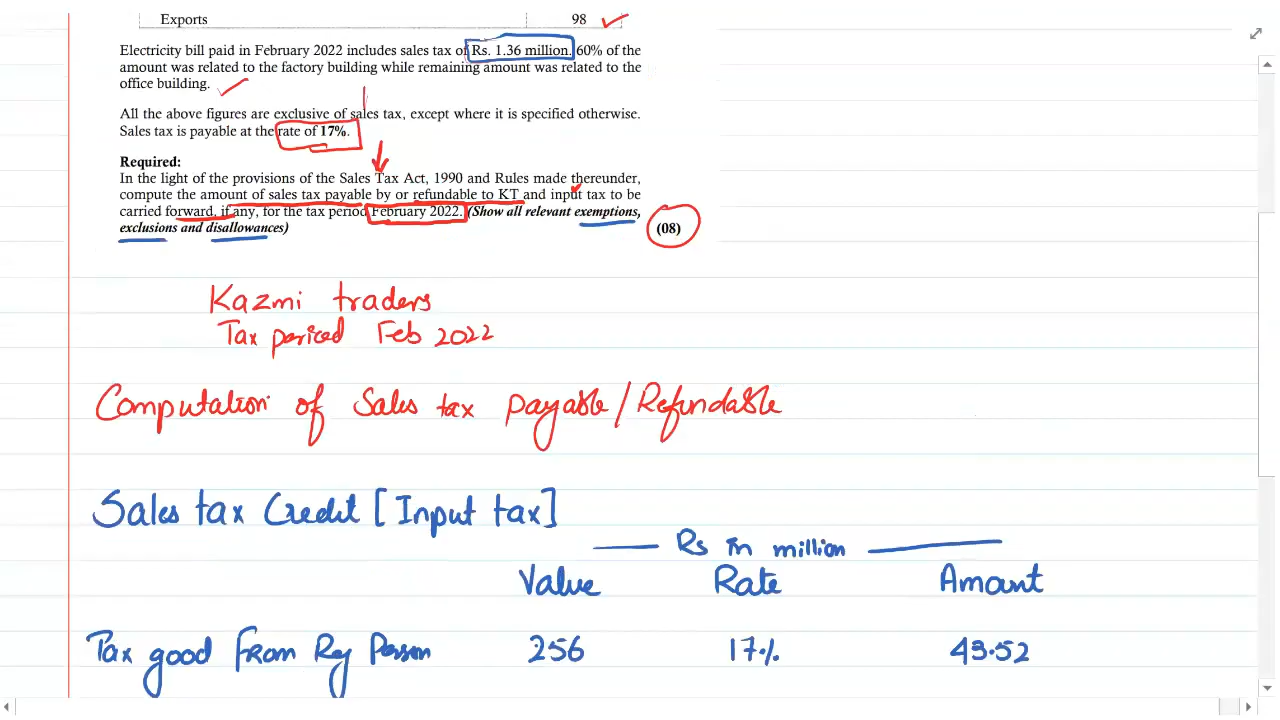 Exports 98
Electricity bill paid in February 2022 includes sales tax of Rs. 1.36 million. 60% of the
amount was related to the factory building while remaining amount was related to the
office building.
All the above figures are exclusive of sales tax, except where it is specified otherwise.
Sales tax is payable at the rate of 17%.
Required:
In the light of the provisions of the Sales Tax Act, 1990 and Rules made thereunder,
compute the amount of sales tax payable by or refundable to KT and input tax to be
carried forward, if any, for the tax period February 2022. (Show all relevant exemptions,
exclusions and disallowances) (08)
Kazmi traders
Tax period Feb 2022
Computation of Sales tax payable/Refundable
Sales tax Credit [Input tax]
Rs in million
Value Rate Amount
Tax good From Reg Person 256 17% 43.52